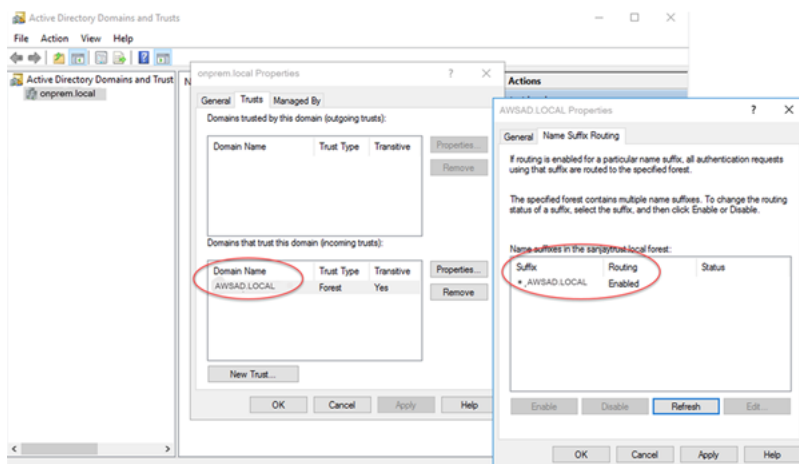 Active Directory Domains and Trusts
File Action View Help
Active Directory Domains and Trust
onprem.local
N
onprem.local Properties
General Trusts Managed By
Domains trusted by this domain (outgoing trusts):
Domain Name Trust Type Transitive
Properties...
Remove
Domains that trust this domain (incoming trusts):
Domain Name Trust Type Transitive
AWSAD.LOCAL Forest Yes
Properties...
Remove
New Trust...
OK Cancel Apply Help
Actions
AWSAD.LOCAL Properties
General Name Suffix Routing
If routing is enabled for a particular name suffix, all authentication requests
using that suffix are routed to the specified forest.
The specified forest contains multiple name suffixes. To change the routing
status of a suffix, select the suffix, and then click Enable or Disable.
Name suffixes in the sanjaytrust.local forest:
Suffix Routing Status
*.AWSAD.LOCAL Enabled
Enable Disable Refresh Edit...
OK Cancel Apply Help